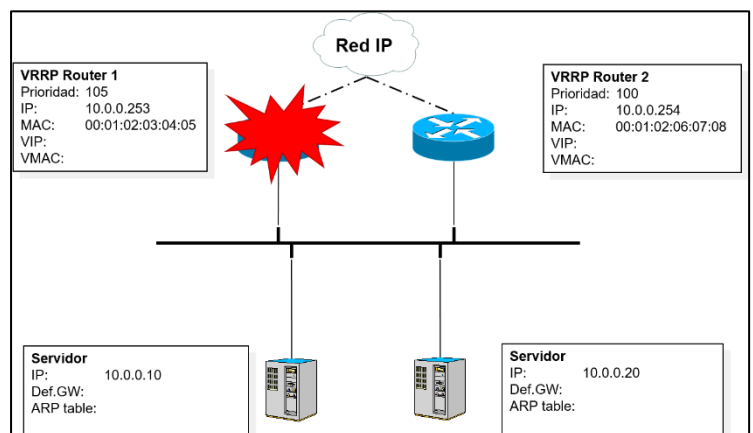 Red IP
VRRP Router 1
Prioridad: 105
IP: 10.0.0.253
MAC: 00:01:02:03:04:05
VIP:
VMAC:
VRRP Router 2
Prioridad: 100
IP: 10.0.0.254
MAC: 00:01:02:06:07:08
VIP:
VMAC:
Servidor
IP: 10.0.0.10
Def.GW:
ARP table:
Servidor
IP: 10.0.0.20
Def.GW:
ARP table: